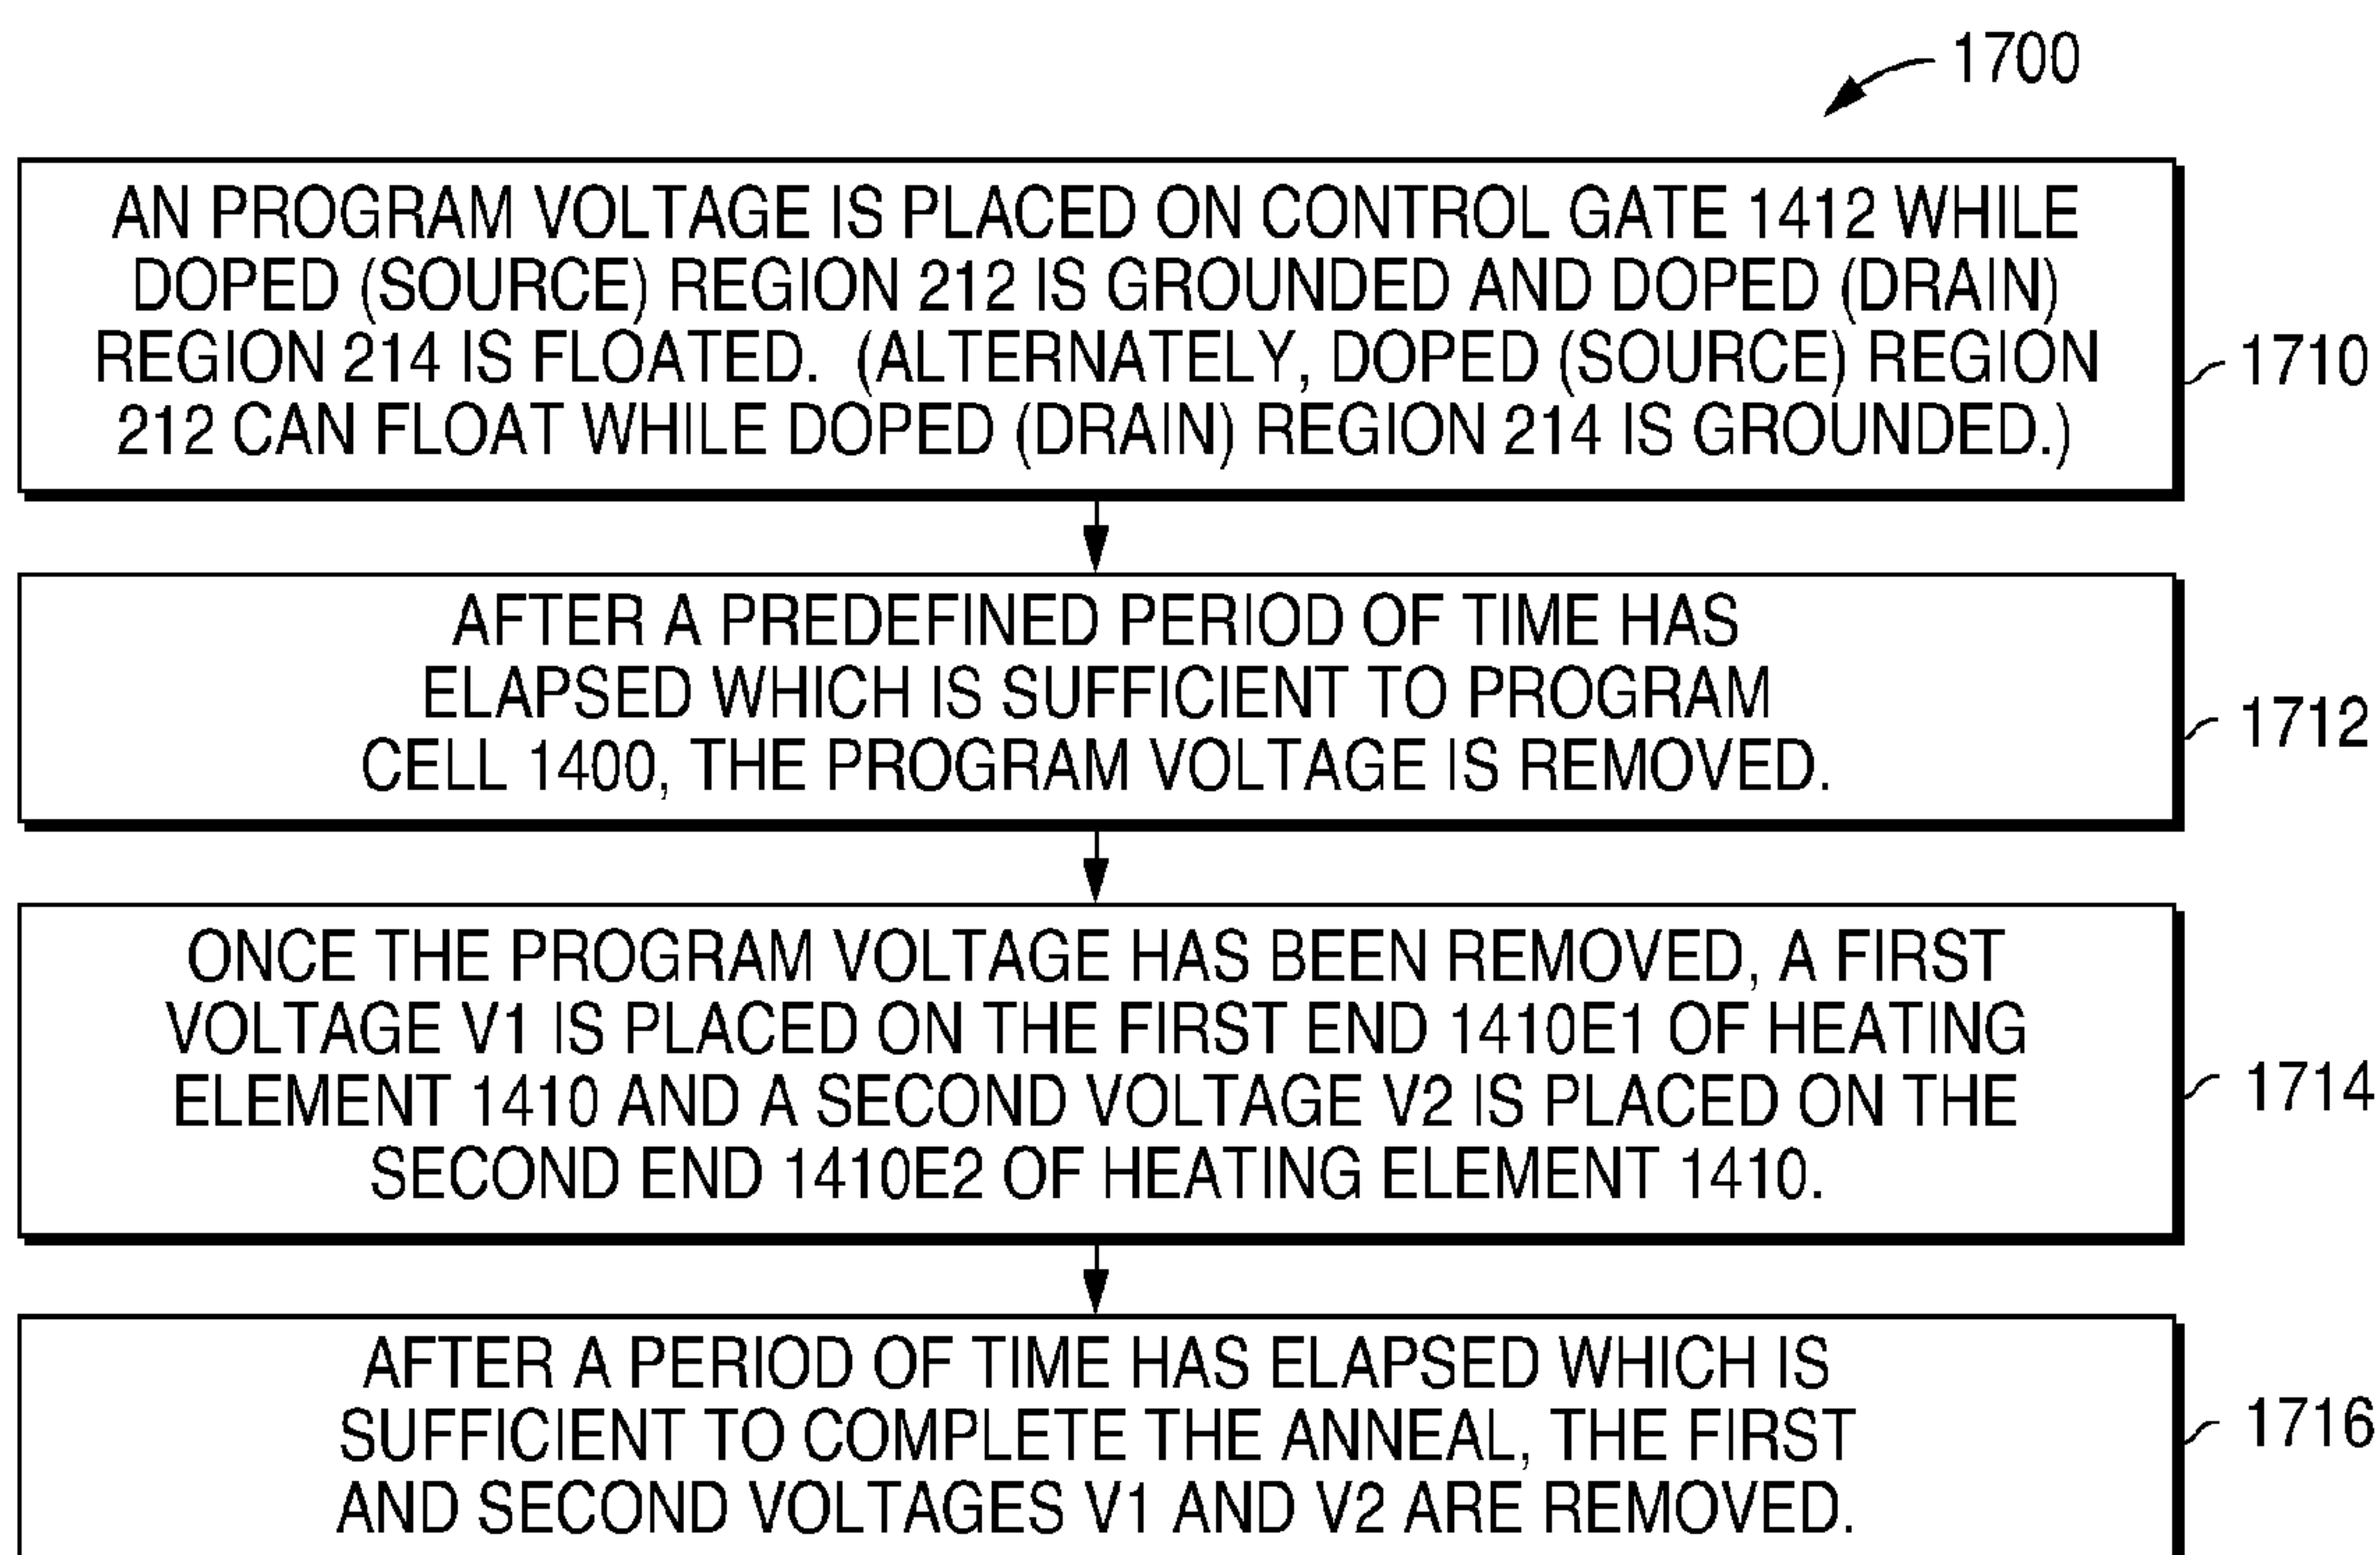 1700
AN PROGRAM VOLTAGE IS PLACED ON CONTROL GATE 1412 WHILE
DOPED (SOURCE) REGION 212 IS GROUNDED AND DOPED (DRAIN)
REGION 214 IS FLOATED. (ALTERNATELY, DOPED (SOURCE) REGION
212 CAN FLOAT WHILE DOPED (DRAIN) REGION 214 IS GROUNDED.)
1710
AFTER A PREDEFINED PERIOD OF TIME HAS
ELAPSED WHICH IS SUFFICIENT TO PROGRAM
CELL 1400, THE PROGRAM VOLTAGE IS REMOVED.
1712
ONCE THE PROGRAM VOLTAGE HAS BEEN REMOVED, A FIRST
VOLTAGE V1 IS PLACED ON THE FIRST END 1410E1 OF HEATING
ELEMENT 1410 AND A SECOND VOLTAGE V2 IS PLACED ON THE
SECOND END 1410E2 OF HEATING ELEMENT 1410.
1714
AFTER A PERIOD OF TIME HAS ELAPSED WHICH IS
SUFFICIENT TO COMPLETE THE ANNEAL, THE FIRST
AND SECOND VOLTAGES V1 AND V2 ARE REMOVED.
1716